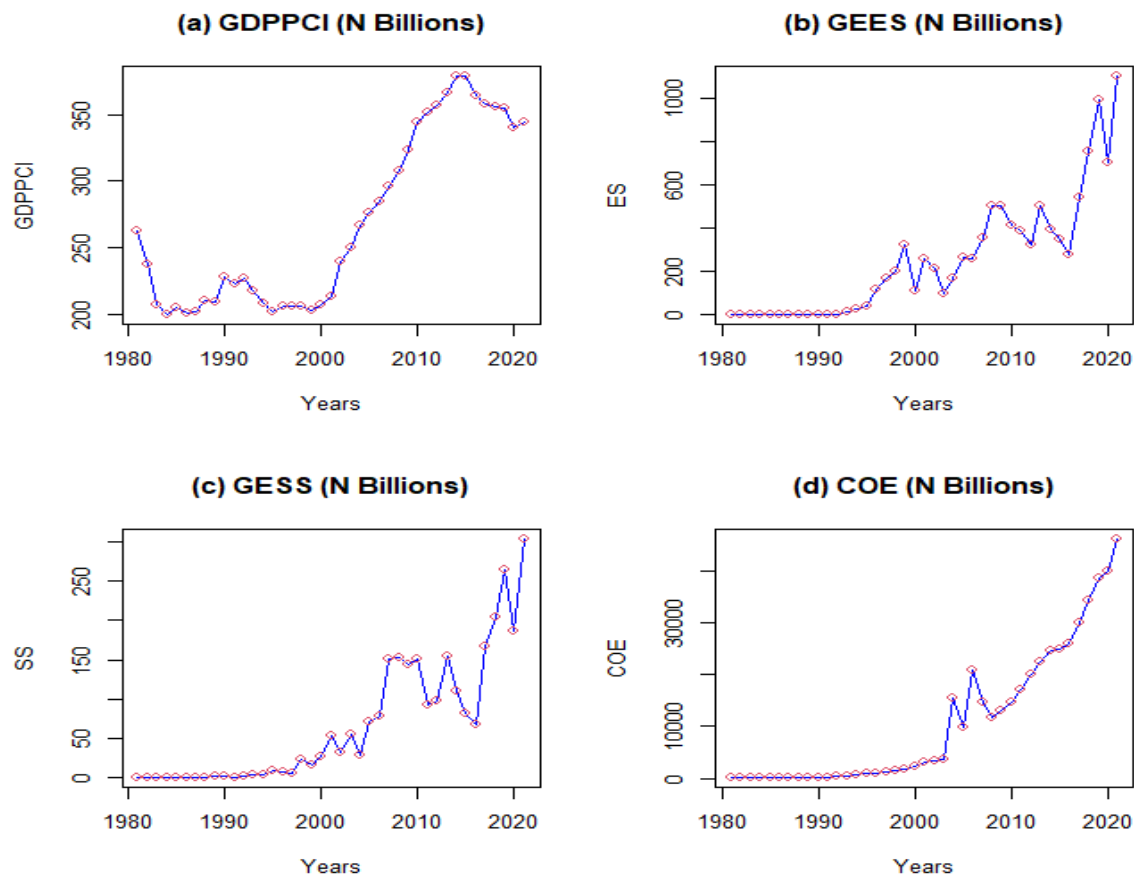 (a) GDPPCI (N Billions)
GDPPCI
350
300
250
200
1980 1990 2000 2010 2020
Years
(b) GEES (N Billions)
ES
1000
600
200
0
1980 1990 2000 2010 2020
Years
(c) GESS (N Billions)
SS
250
150
50
0
1980 1990 2000 2010 2020
Years
(d) COE (N Billions)
COE
30000
10000
0
1980 1990 2000 2010 2020
Years